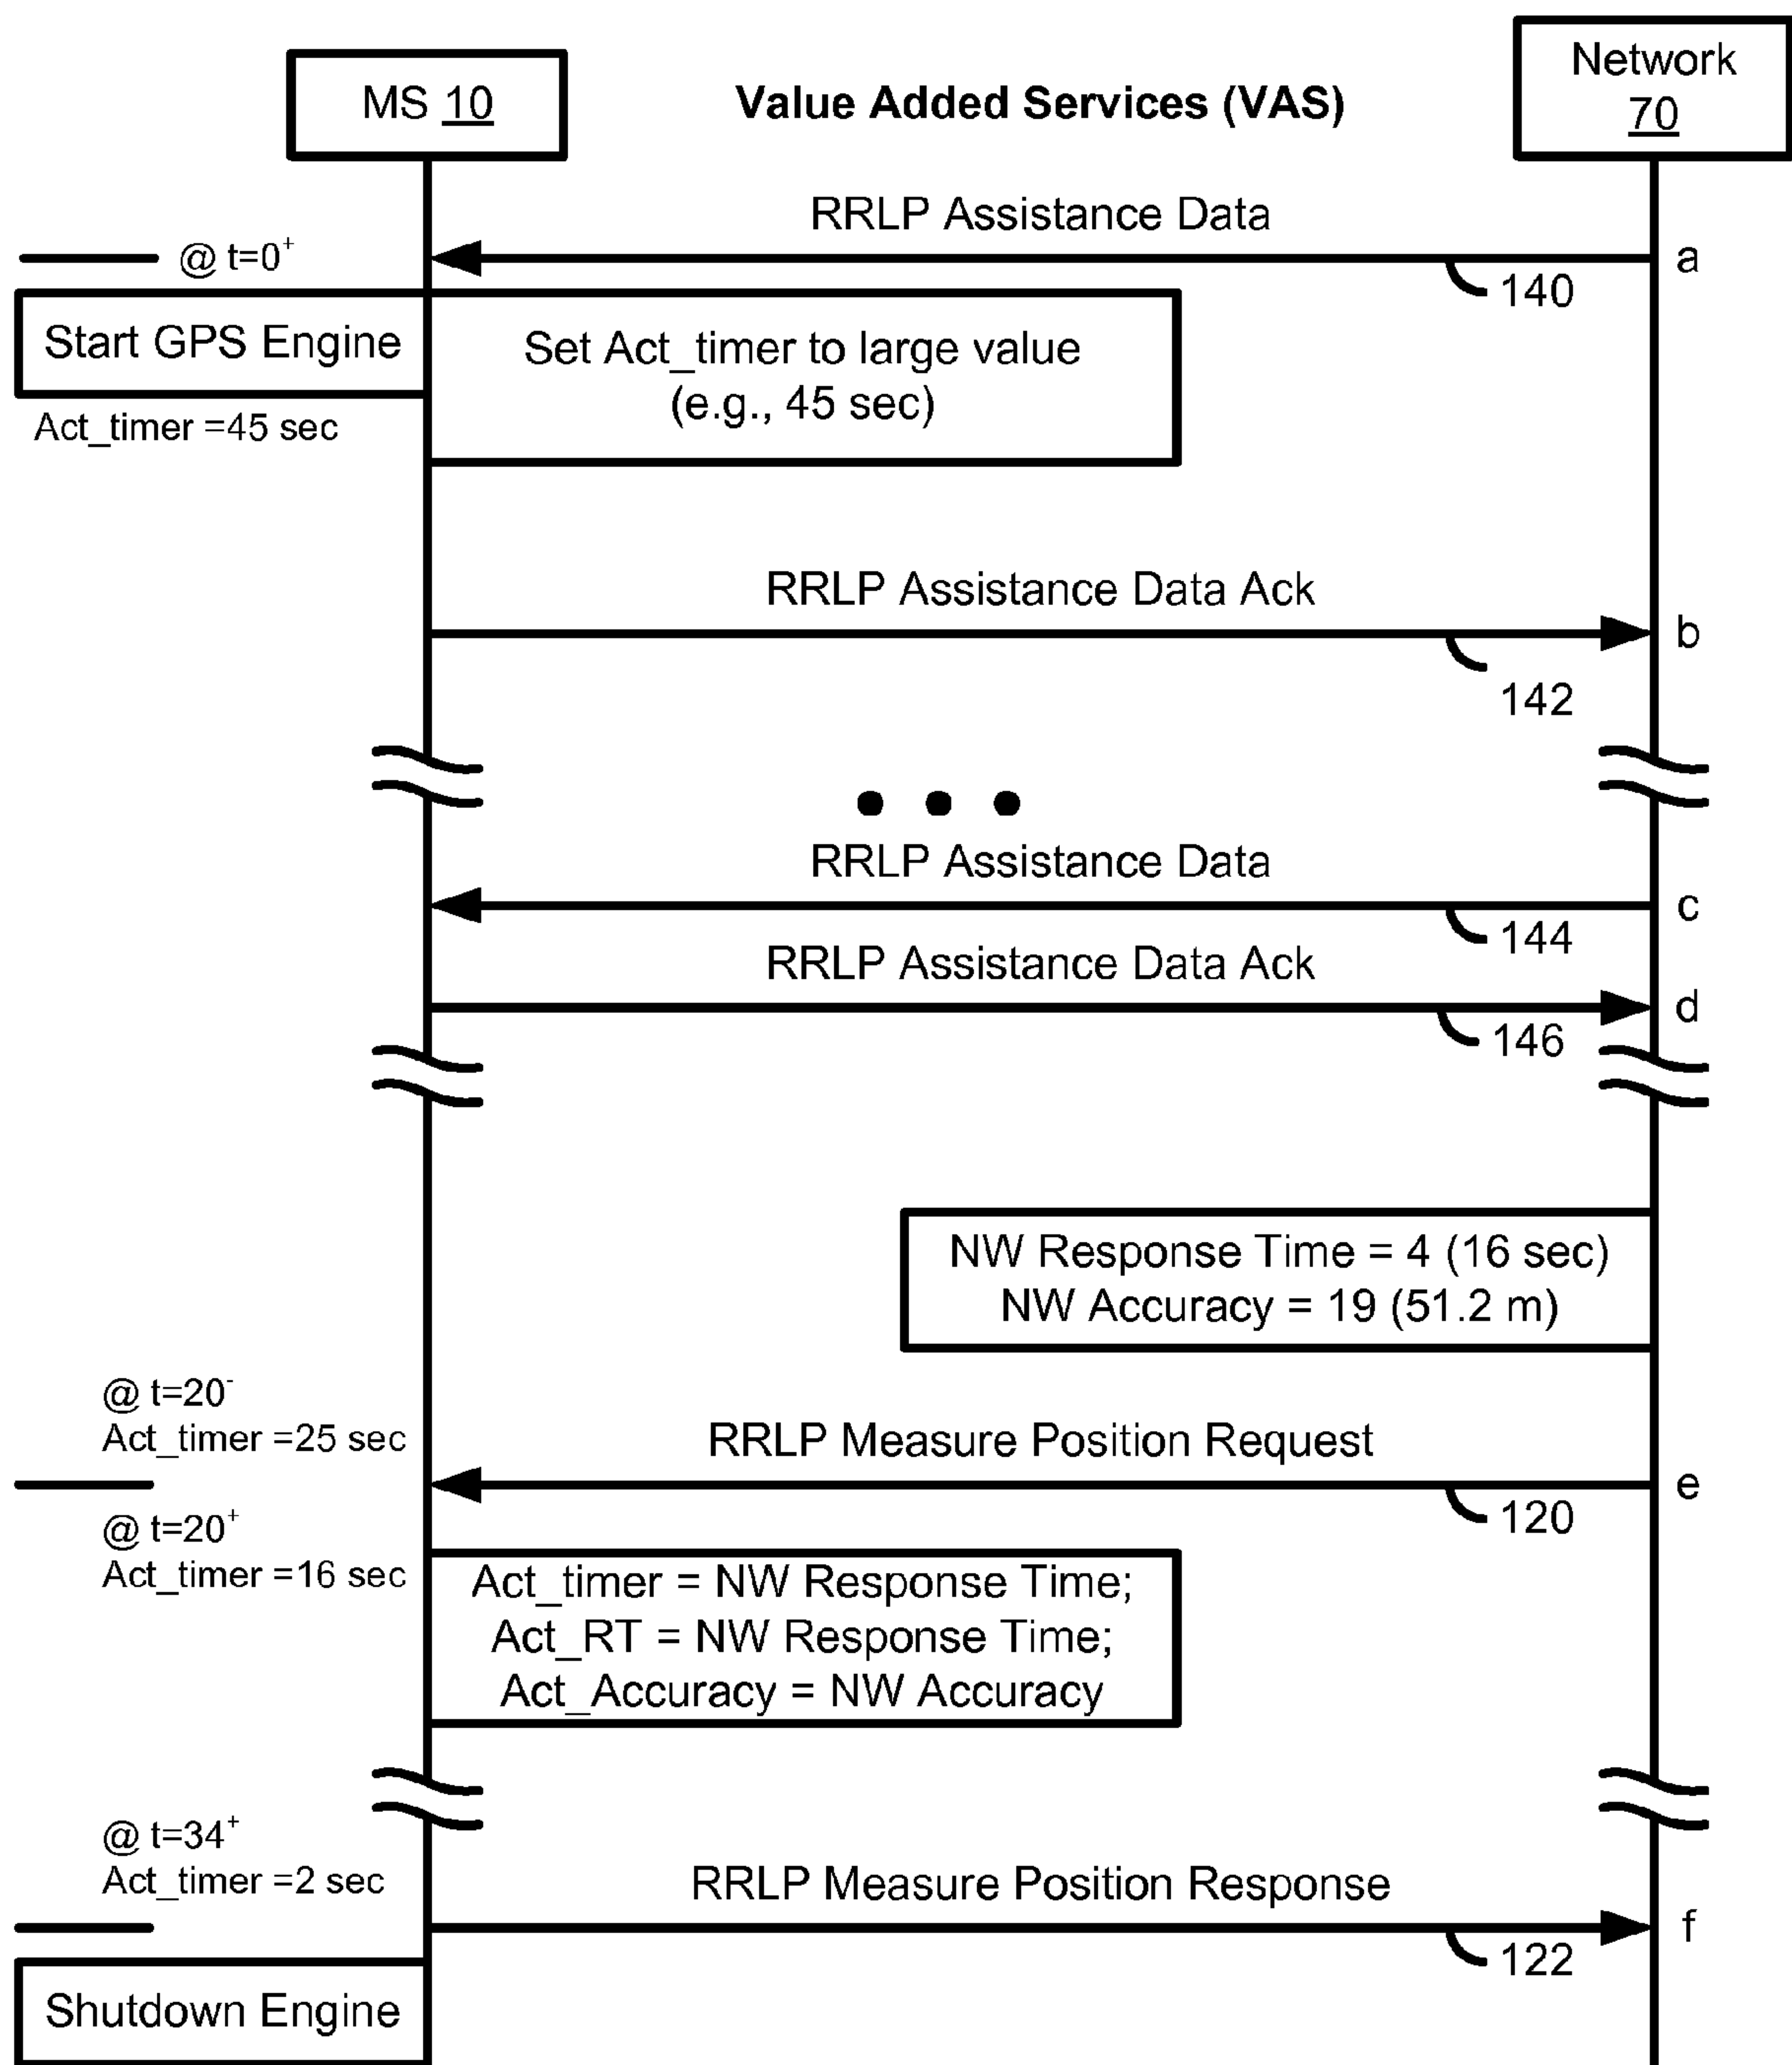 MS 10
Value Added Services (VAS)
Network
70
RRLP Assistance Data
@ t=0⁺
a
140
Start GPS Engine
Set Act_timer to large value
(e.g., 45 sec)
Act_timer =45 sec
RRLP Assistance Data Ack
b
142
• • •
RRLP Assistance Data
c
144
RRLP Assistance Data Ack
d
146
NW Response Time = 4 (16 sec)
NW Accuracy = 19 (51.2 m)
@ t=20⁻
Act_timer =25 sec
RRLP Measure Position Request
e
120
@ t=20⁺
Act_timer =16 sec
Act_timer = NW Response Time;
Act_RT = NW Response Time;
Act_Accuracy = NW Accuracy
@ t=34⁺
Act_timer =2 sec
RRLP Measure Position Response
f
122
Shutdown Engine